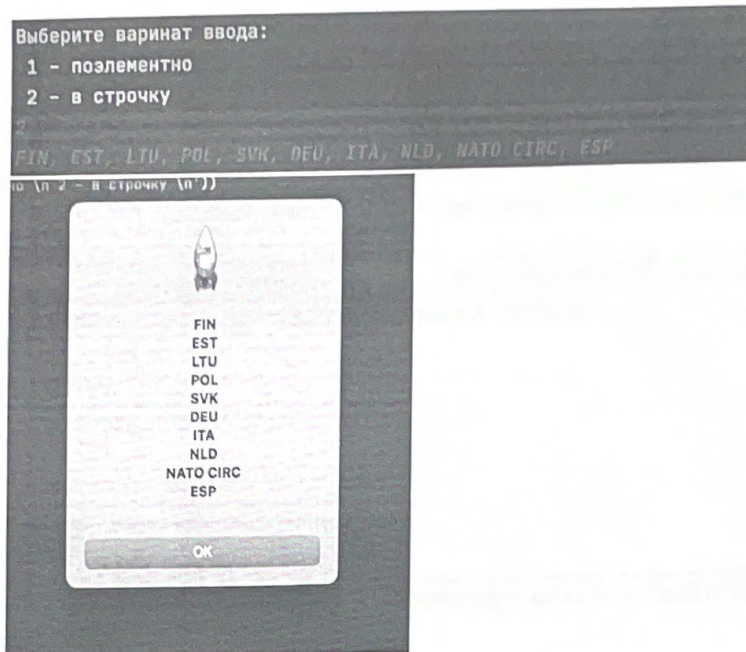 Выберите варинат ввода:
1 - поэлементно
2 - в строчку
2
FIN, EST, LTU, POL, SVK, DEU, ITA, NLD, NATO CIRC, ESP
но \n 2 - в строчку \n'))
FIN
EST
LTU
POL
SVK
DEU
ITA
NLD
NATO CIRC
ESP
OK